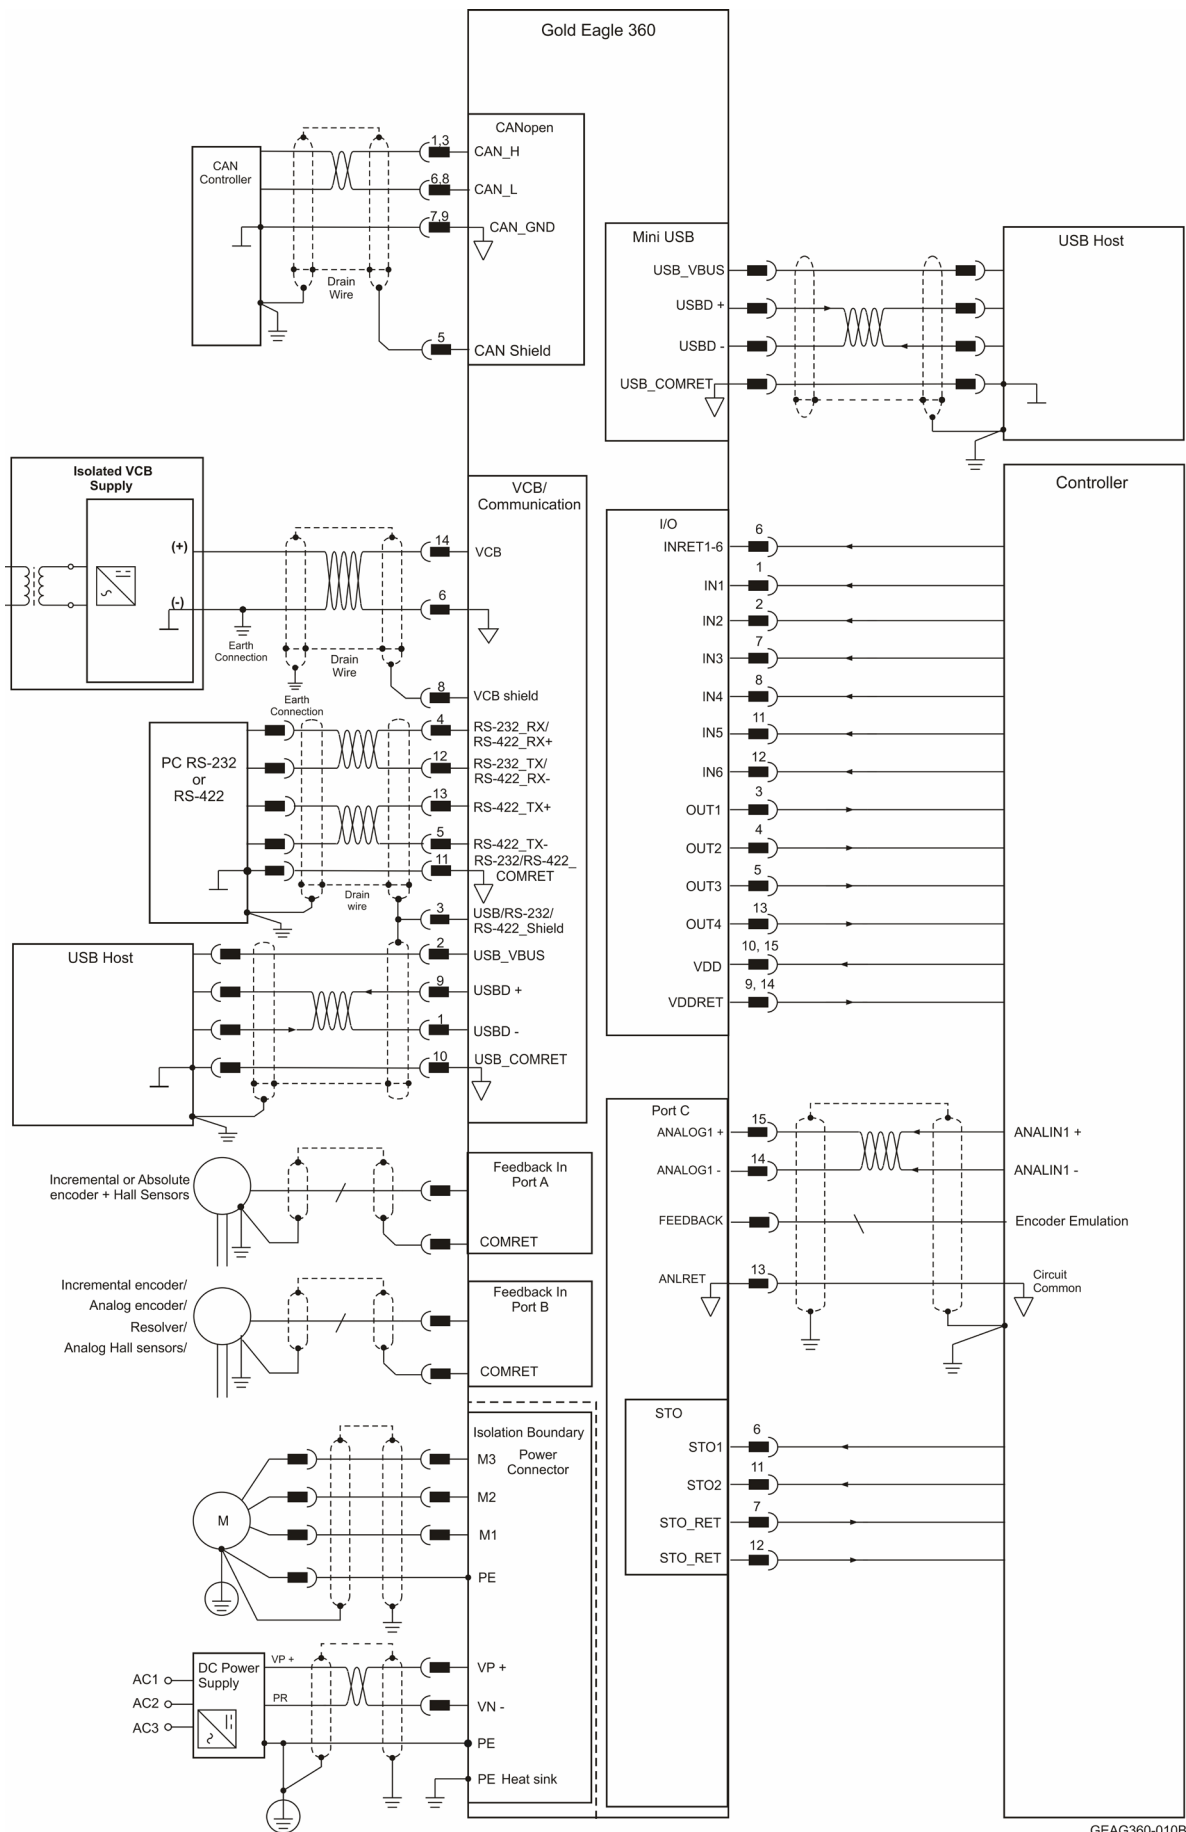 Gold Eagle 360
CANopen
CAN
Controller
1,3
CAN_H
6,8
CAN_L
7,9
CAN_GND
Drain
Wire
5
CAN Shield
Mini USB
USB_VBUS
USBD +
USBD -
USB_COMRET
USB Host
Isolated VCB
Supply
(+)
(-)
Earth
Connection
Drain
Wire
Earth
Connection
VCB/
Communication
14
VCB
6
8
VCB shield
PC RS-232
or
RS-422
4
RS-232_RX/
RS-422_RX+
12
RS-232_TX/
RS-422_RX-
13
RS-422_TX+
5
RS-422_TX-
11
RS-232/RS-422_
COMRET
Drain
wire
3
USB/RS-232/
RS-422_Shield
USB Host
2
USB_VBUS
9
USBD +
1
USBD -
10
USB_COMRET
Incremental or Absolute
encoder + Hall Sensors
Feedback In
Port A
COMRET
Incremental encoder/
Analog encoder/
Resolver/
Analog Hall sensors/
Feedback In
Port B
COMRET
Isolation Boundary
Power
Connector
M
M3
M2
M1
PE
DC Power
Supply
AC1
AC2
AC3
VP +
PR
VP +
VN -
PE
PE Heat sink
Controller
I/O
6
INRET1-6
1
IN1
2
IN2
7
IN3
8
IN4
11
IN5
12
IN6
3
OUT1
4
OUT2
5
OUT3
13
OUT4
10, 15
VDD
9, 14
VDDRET
Port C
15
ANALOG1 +
ANALIN1 +
14
ANALOG1 -
ANALIN1 -
FEEDBACK
Encoder Emulation
13
ANLRET
Circuit
Common
STO
6
STO1
11
STO2
7
STO_RET
12
STO_RET
GEAG360-010B